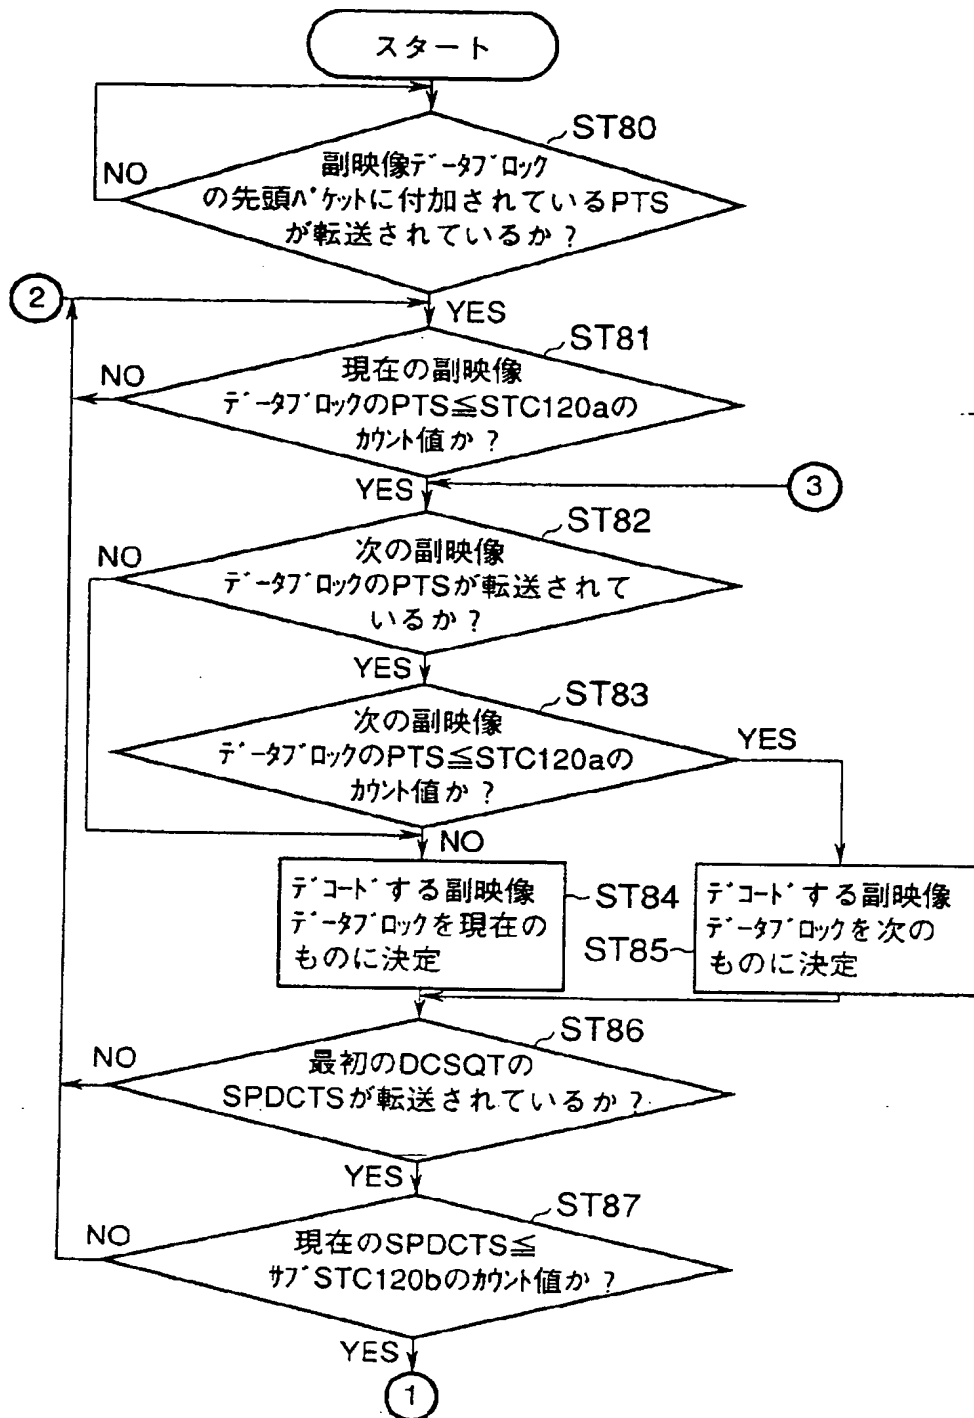 スタート
ST80
NO
副映像ﾃﾞｰﾀﾌﾞﾛｯｸ
の先頭ﾊﾟｹｯﾄに付加されているPTS
が転送されているか?
2
YES
ST81
NO
現在の副映像
ﾃﾞｰﾀﾌﾞﾛｯｸのPTS≦STC120aの
ｶｳﾝﾄ値か?
YES
3
ST82
NO
次の副映像
ﾃﾞｰﾀﾌﾞﾛｯｸのPTSが転送されて
いるか?
YES
ST83
次の副映像
ﾃﾞｰﾀﾌﾞﾛｯｸのPTS≦STC120aの
ｶｳﾝﾄ値か?
YES
NO
ﾃﾞｺｰﾄﾞする副映像
ﾃﾞｰﾀﾌﾞﾛｯｸを現在の
ものに決定
ST84
ST85
ﾃﾞｺｰﾄﾞする副映像
ﾃﾞｰﾀﾌﾞﾛｯｸを次の
ものに決定
ST86
NO
最初のDCSQTの
SPDCTSが転送されているか?
YES
ST87
NO
現在のSPDCTS≦
ｻﾌﾞSTC120bのｶｳﾝﾄ値か?
YES
1